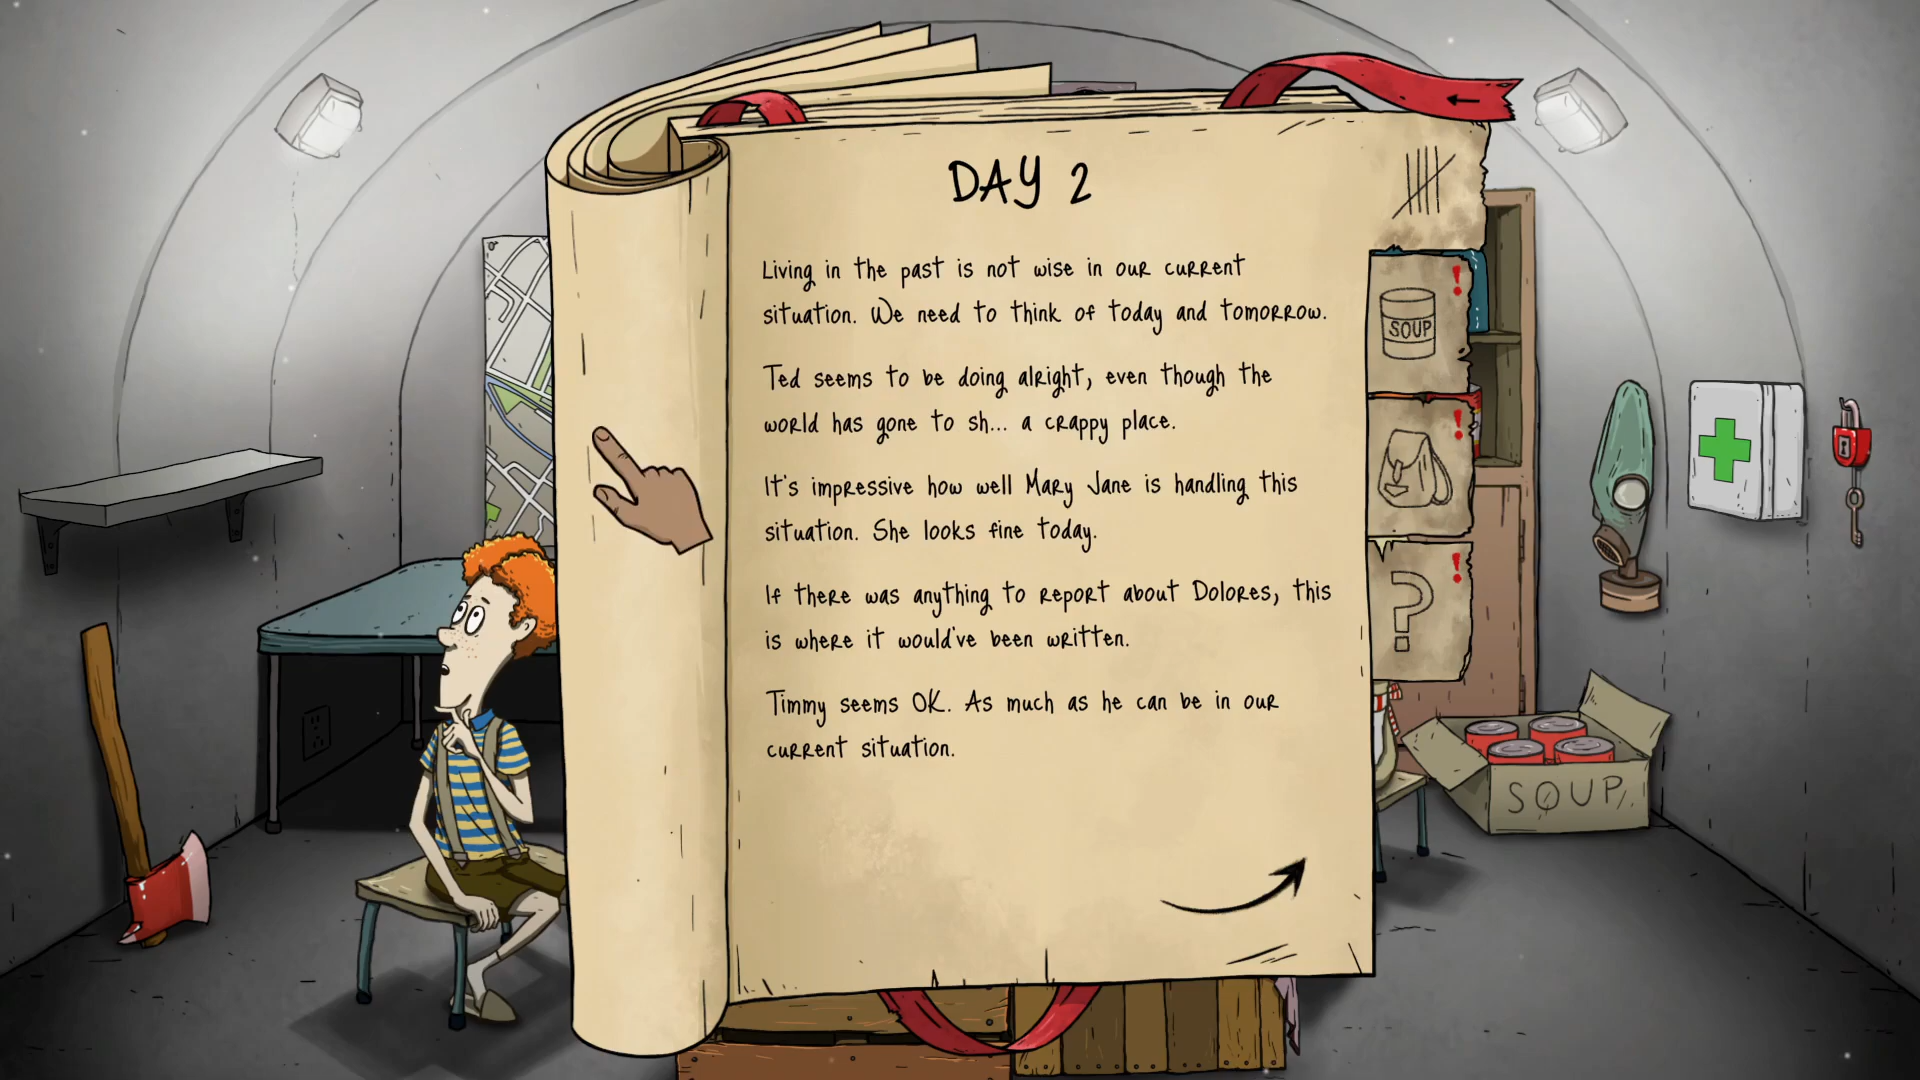 DAY 2
Living in the past is not wise in our current
situation. We need to think of today and tomorrow.
Ted seems to be doing alright, even though the
world has gone to sh... a crappy place.
It's impressive how well Mary Jane is handling this
situation. She looks fine today.
If there was anything to report about Dolores, this
is where it would've been written.
Timmy seems OK. As much as he can be in our
current situation.
!
SOUP
!
!
?
SOUP